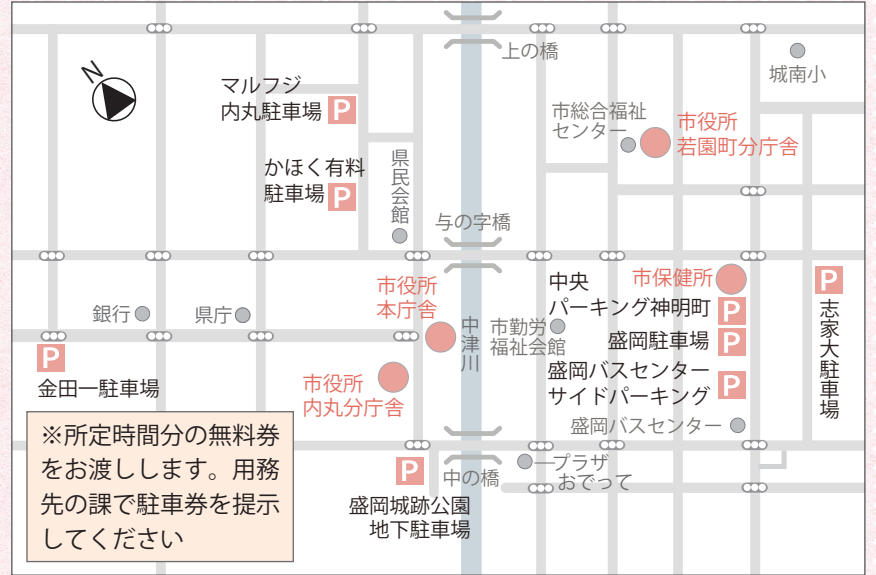 上の橋
城南小
N
マルフジ
内丸駐車場 P
市総合福祉
センター
市役所
若園町分庁舎
かほく有料
駐車場 P
県民会館
与の字橋
市役所
本庁舎
中央
パーキング神明町 P
市保健所
P
志家大駐車場
銀行
県庁
中津川
市勤労
福祉会館
盛岡駐車場 P
P
金田一駐車場
市役所
内丸分庁舎
盛岡バスセンター
サイドパーキング P
盛岡バスセンター
※所定時間分の無料券
をお渡しします。用務
先の課で駐車券を提示
してください
P
盛岡城跡公園
地下駐車場
中の橋
プラザ
おでって